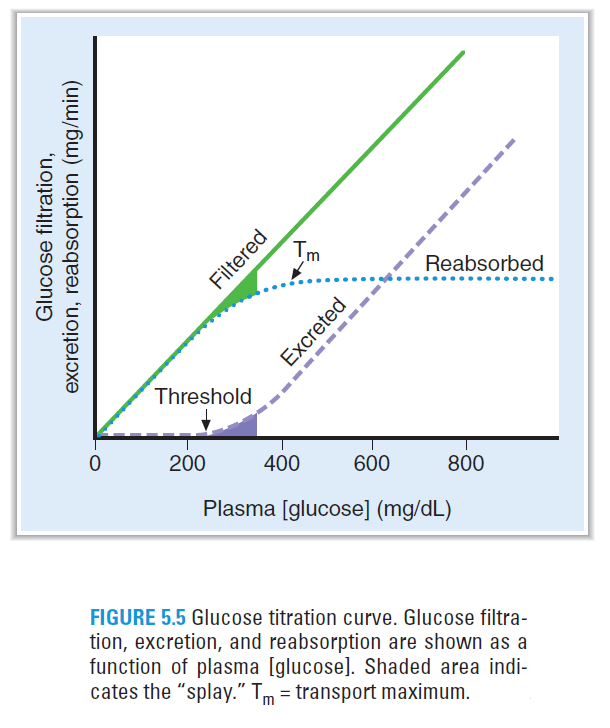 Glucose filtration,
excretion, reabsorption (mg/min)
Filtered
Tm
Reabsorbed
Excreted
Threshold
0 200 400 600 800
Plasma [glucose] (mg/dL)
FIGURE 5.5 Glucose titration curve. Glucose filtra-
tion, excretion, and reabsorption are shown as a
function of plasma [glucose]. Shaded area indi-
cates the “splay.” Tm = transport maximum.